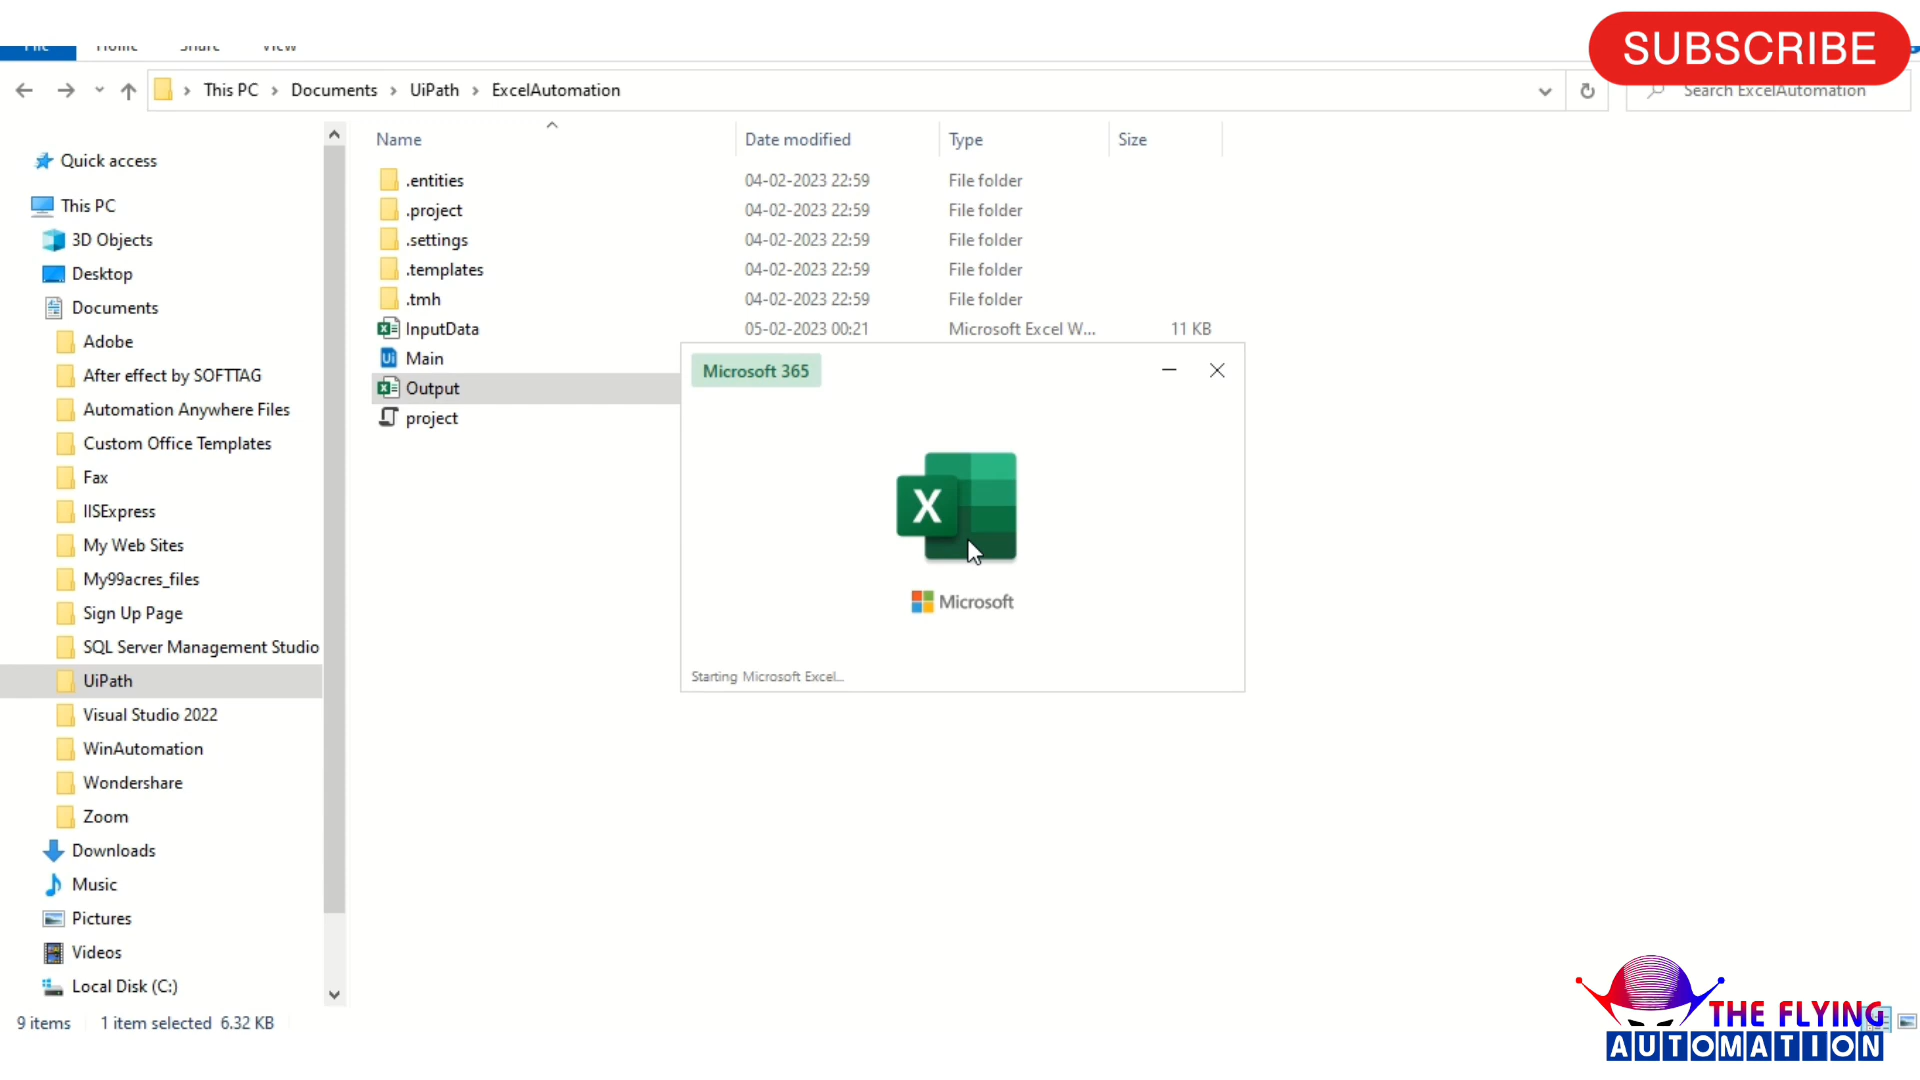 SUBSCRIBE
File Home Share View
This PC Documents UiPath ExcelAutomation
Search ExcelAutomation
Name Date modified Type Size
Quick access
This PC
3D Objects
Desktop
Documents
Adobe
After effect by SOFTTAG
Automation Anywhere Files
Custom Office Templates
Fax
IISExpress
My Web Sites
My99acres_files
Sign Up Page
SQL Server Management Studio
UiPath
Visual Studio 2022
WinAutomation
Wondershare
Zoom
Downloads
Music
Pictures
Videos
Local Disk (C:)
.entities 04-02-2023 22:59 File folder
.project 04-02-2023 22:59 File folder
.settings 04-02-2023 22:59 File folder
.templates 04-02-2023 22:59 File folder
.tmh 04-02-2023 22:59 File folder
InputData 05-02-2023 00:21 Microsoft Excel W... 11 KB
Main
Output
project
Microsoft 365
X
Microsoft
Starting Microsoft Excel...
9 items 1 item selected 6.32 KB
THE FLYING
AUTOMATION